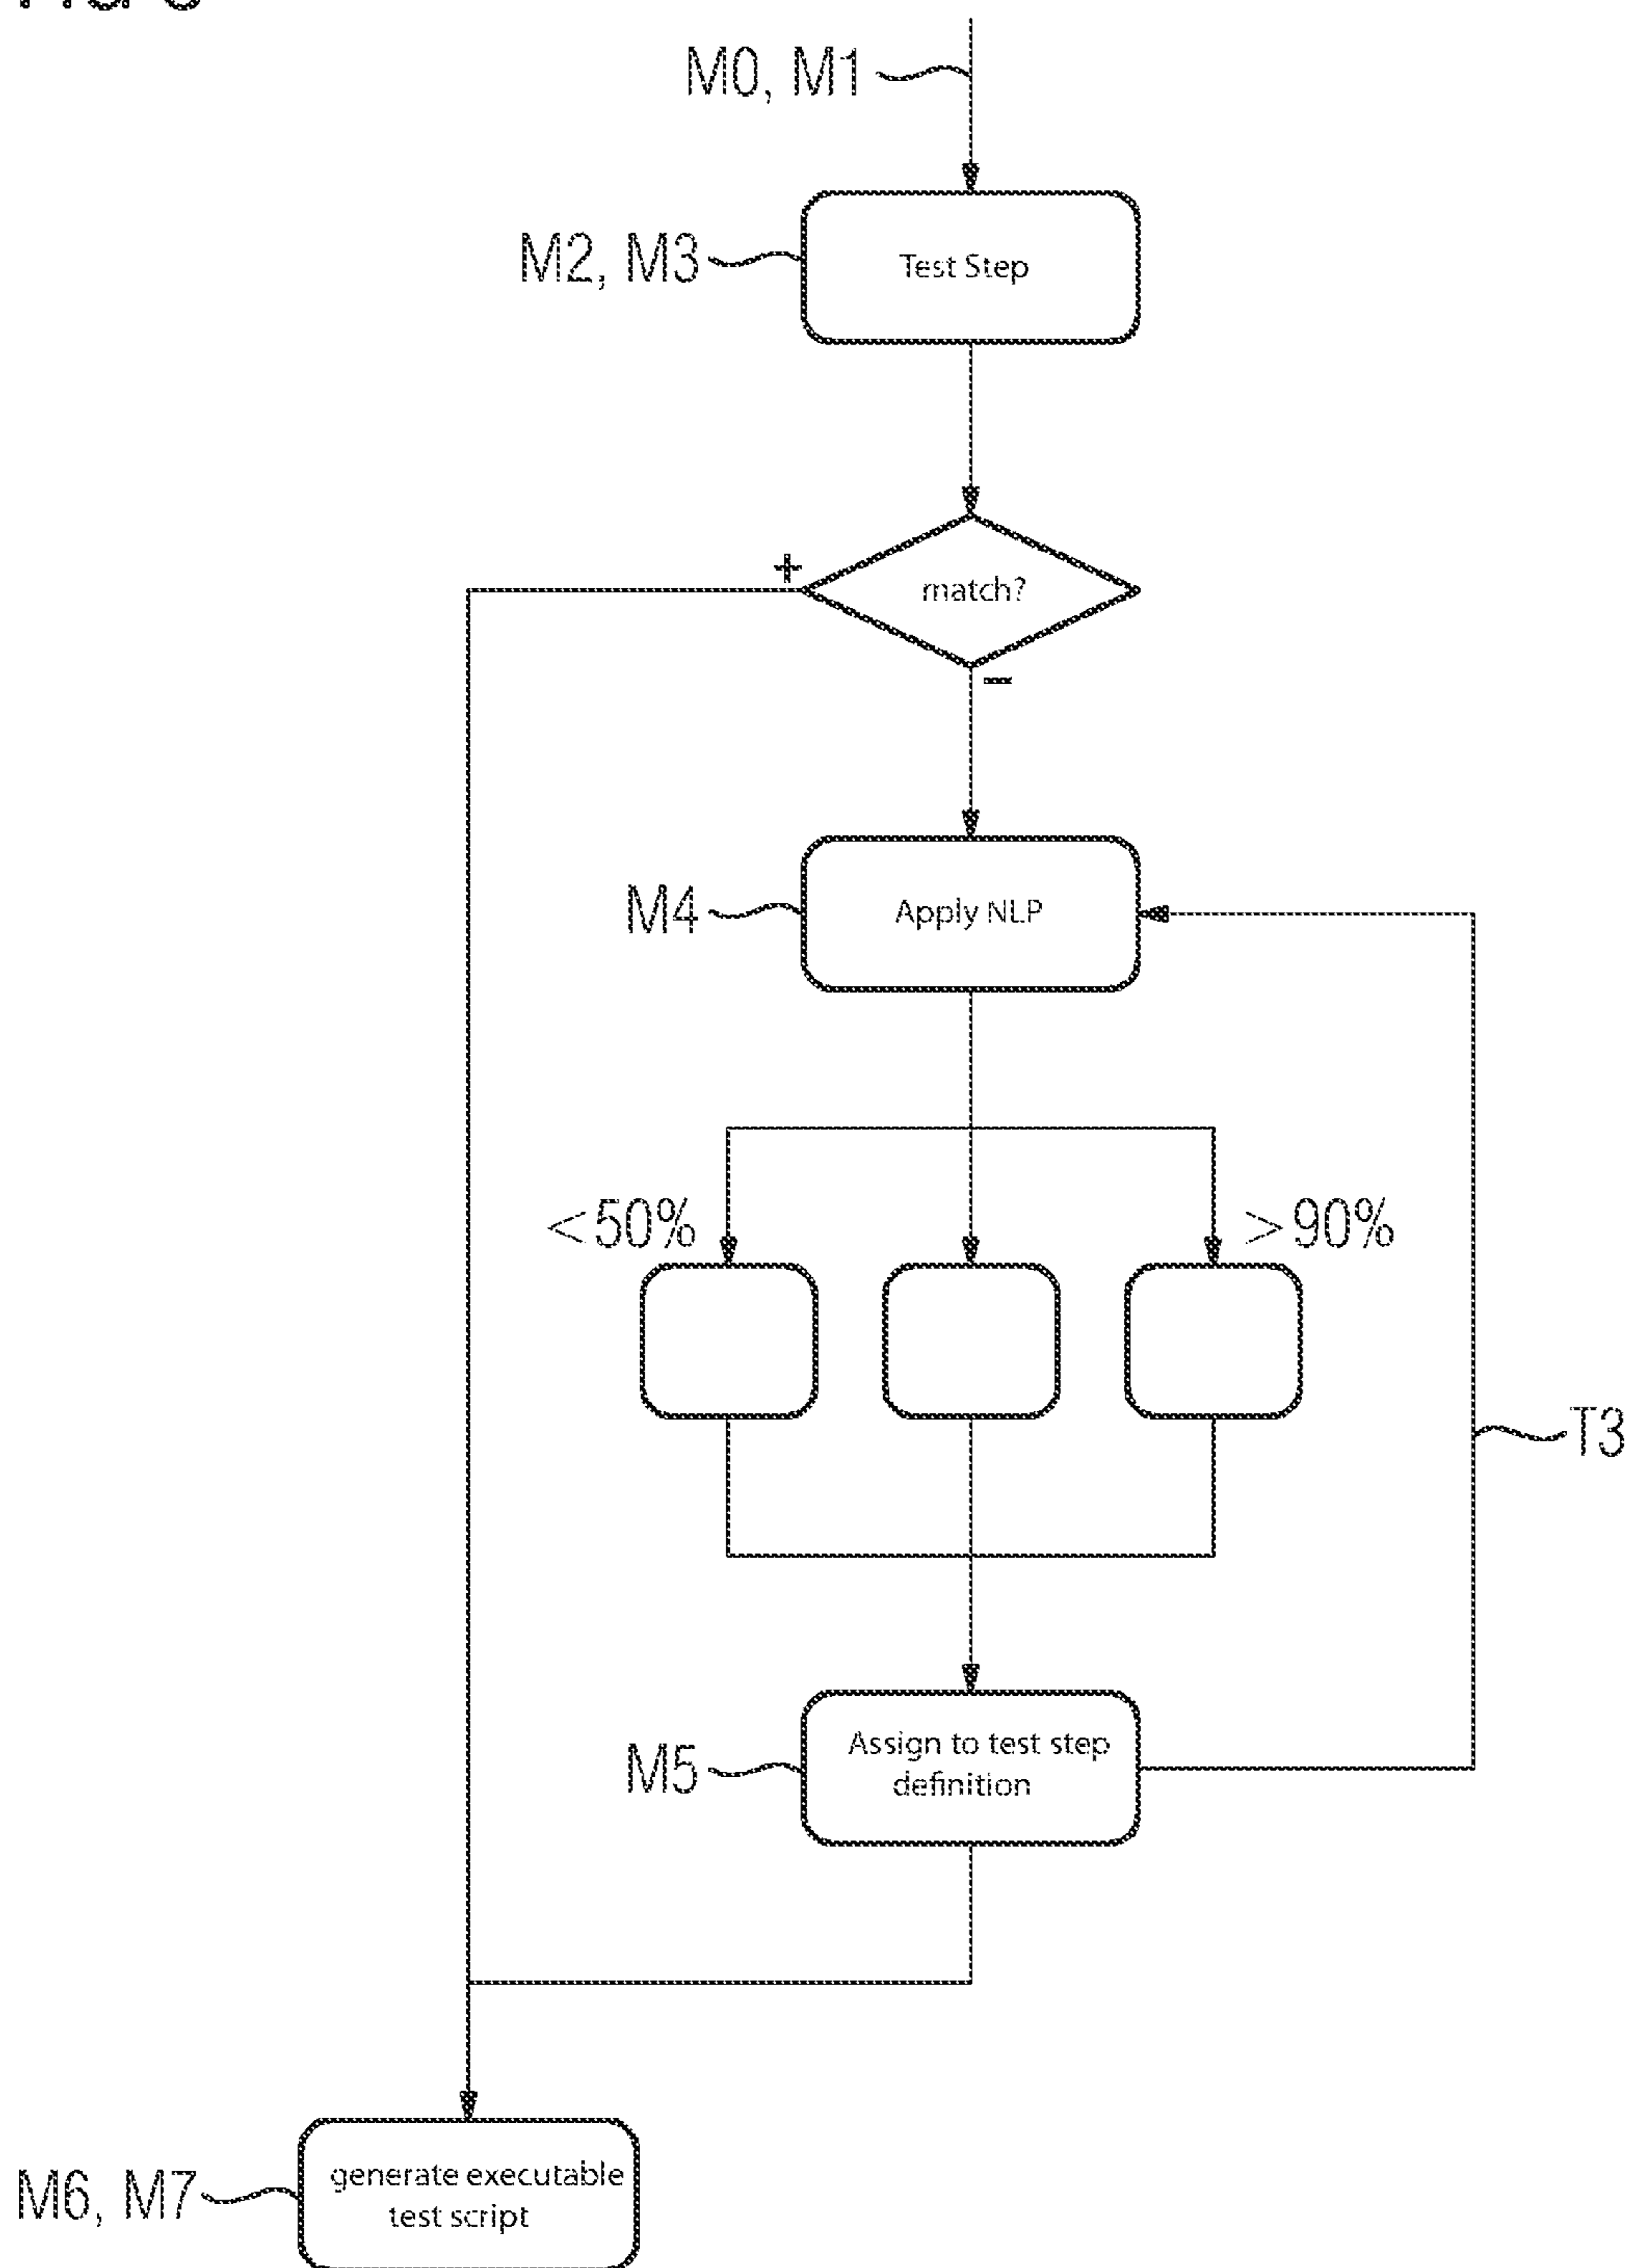 M0, M1
M2, M3
Test Step
+
match?
–
M4
Apply NLP
<50%
>90%
T3
M5
Assign to test step
definition
M6, M7
generate executable
test script